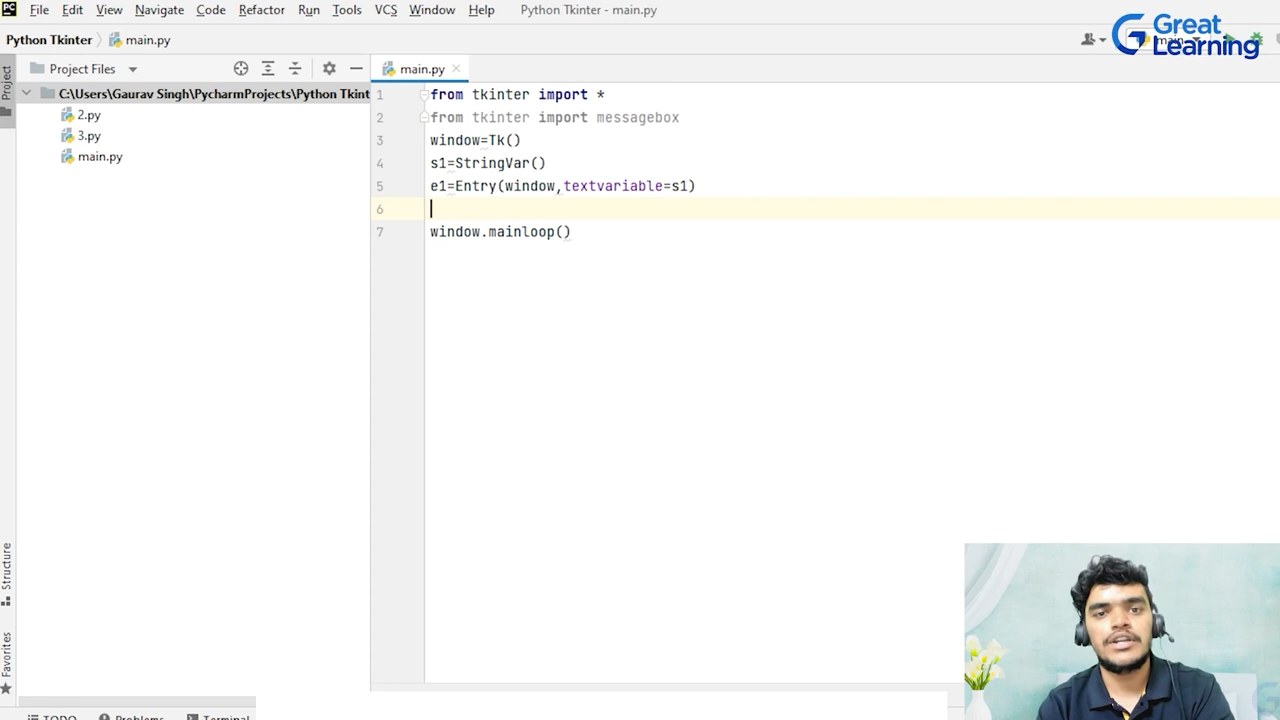 PC File Edit View Navigate Code Refactor Run Tools VCS Window Help Python Tkinter - main.py
Great Learning
Python Tkinter main.py
main
Project
Project Files
main.py
C:\Users\Gaurav Singh\PycharmProjects\Python Tkint
2.py
3.py
main.py
1 from tkinter import *
2 from tkinter import messagebox
3 window=Tk()
4 s1=StringVar()
5 e1=Entry(window,textvariable=s1)
6
7 window.mainloop()
Structure
Favorites
TODO Problems Terminal